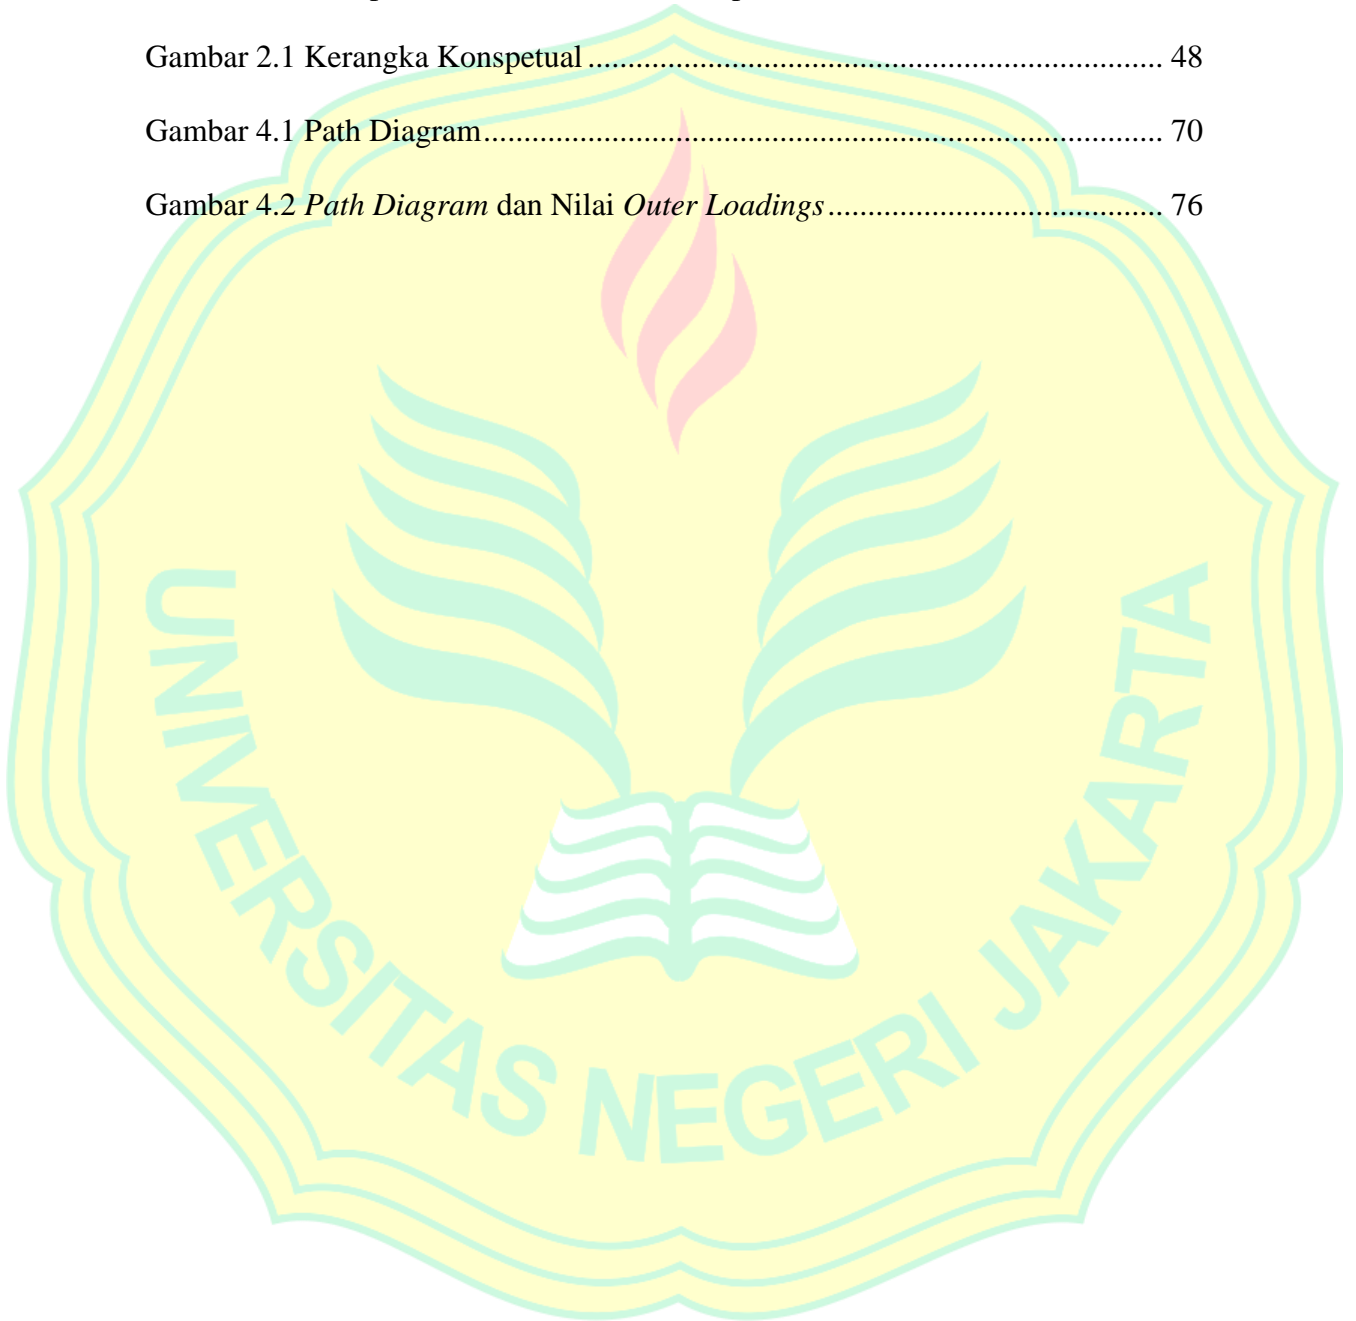 Gambar 2.1 Kerangka Konspetual ....................................................................... 48
Gambar 4.1 Path Diagram.................................................................................... 70
Gambar 4.2 Path Diagram dan Nilai Outer Loadings ......................................... 76
UNIVERSITAS NEGERI JAKARTA